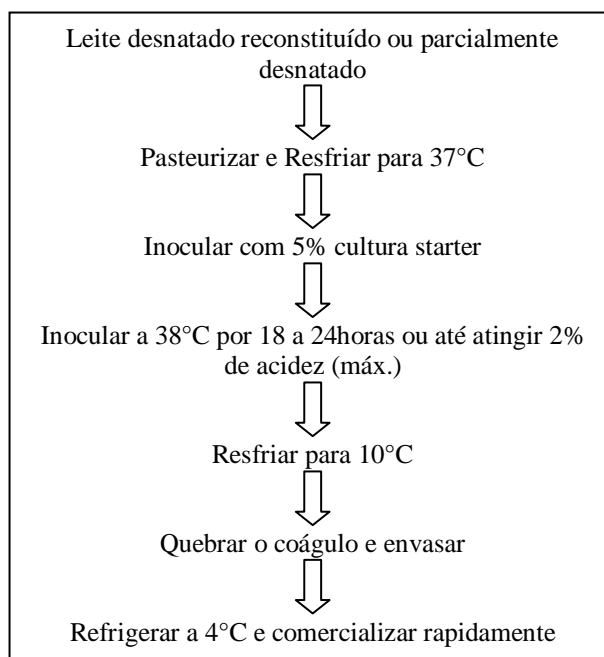 Leite desnatado reconstituído ou parcialmente
desnatado
Pasteurizar e Resfriar para 37°C
Inocular com 5% cultura starter
Inocular a 38°C por 18 a 24horas ou até atingir 2%
de acidez (máx.)
Resfriar para 10°C
Quebrar o coágulo e envasar
Refrigerar a 4°C e comercializar rapidamente